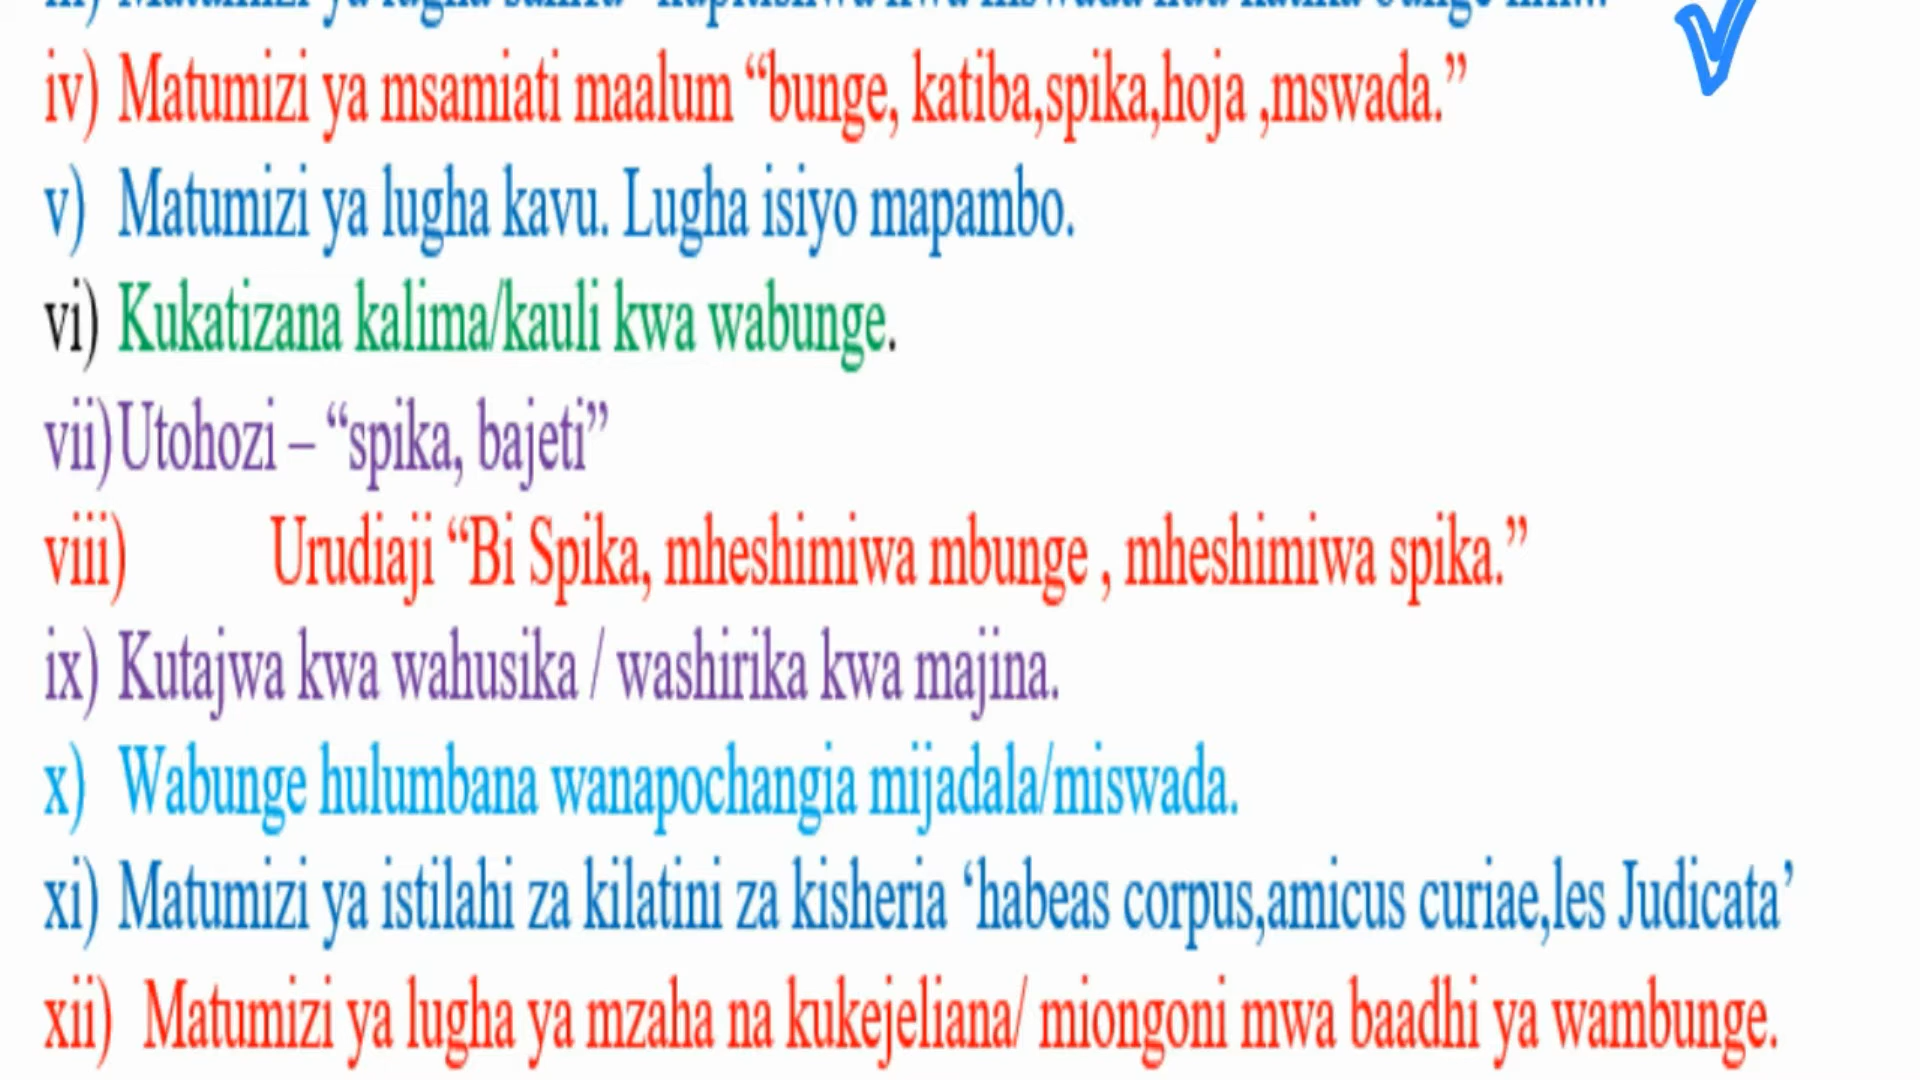 iv) Matumizi ya msamiati maalum “bunge, katiba,spika,hoja ,mswada.”
v) Matumizi ya lugha kavu. Lugha isiyo mapambo.
vi) Kukatizana kalima/kauli kwa wabunge.
vii)Utohozi – “spika, bajeti”
viii) Urudiaji “Bi Spika, mheshimiwa mbunge , mheshimiwa spika.”
ix) Kutajwa kwa wahusika / washirika kwa majina.
x) Wabunge hulumbana wanapochangia mijadala/miswada.
xi) Matumizi ya istilahi za kilatini za kisheria ‘habeas corpus,amicus curiae,les Judicata’
xii) Matumizi ya lugha ya mzaha na kukejeliana/ miongoni mwa baadhi ya wambunge.